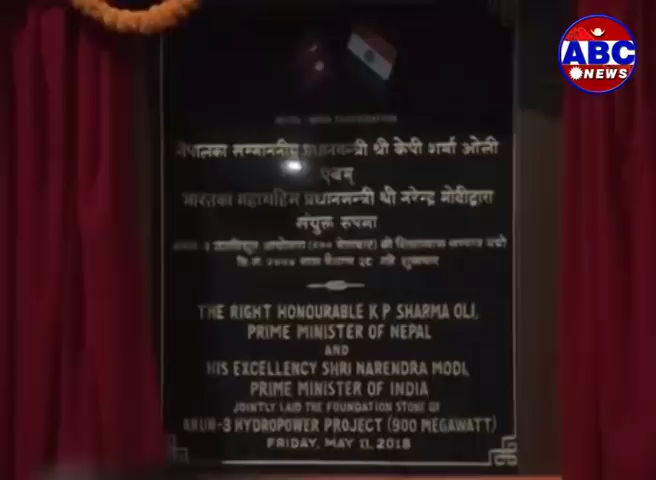 ABC
NEWS
नेपालका सम्माननीय प्रधानमन्त्री श्री केपी शर्मा ओली
एवम्
भारतका महामहिम प्रधानमन्त्री श्री नरेन्द्र मोदीद्वारा
संयुक्त रुपमा
THE RIGHT HONOURABLE K P SHARMA OLI,
PRIME MINISTER OF NEPAL
AND
HIS EXCELLENCY SHRI NARENDRA MODI,
PRIME MINISTER OF INDIA
JOINTLY LAID THE FOUNDATION STONE OF
ARUN-3 HYDROPOWER PROJECT (900 MEGAWATT)
FRIDAY, MAY 11, 2018